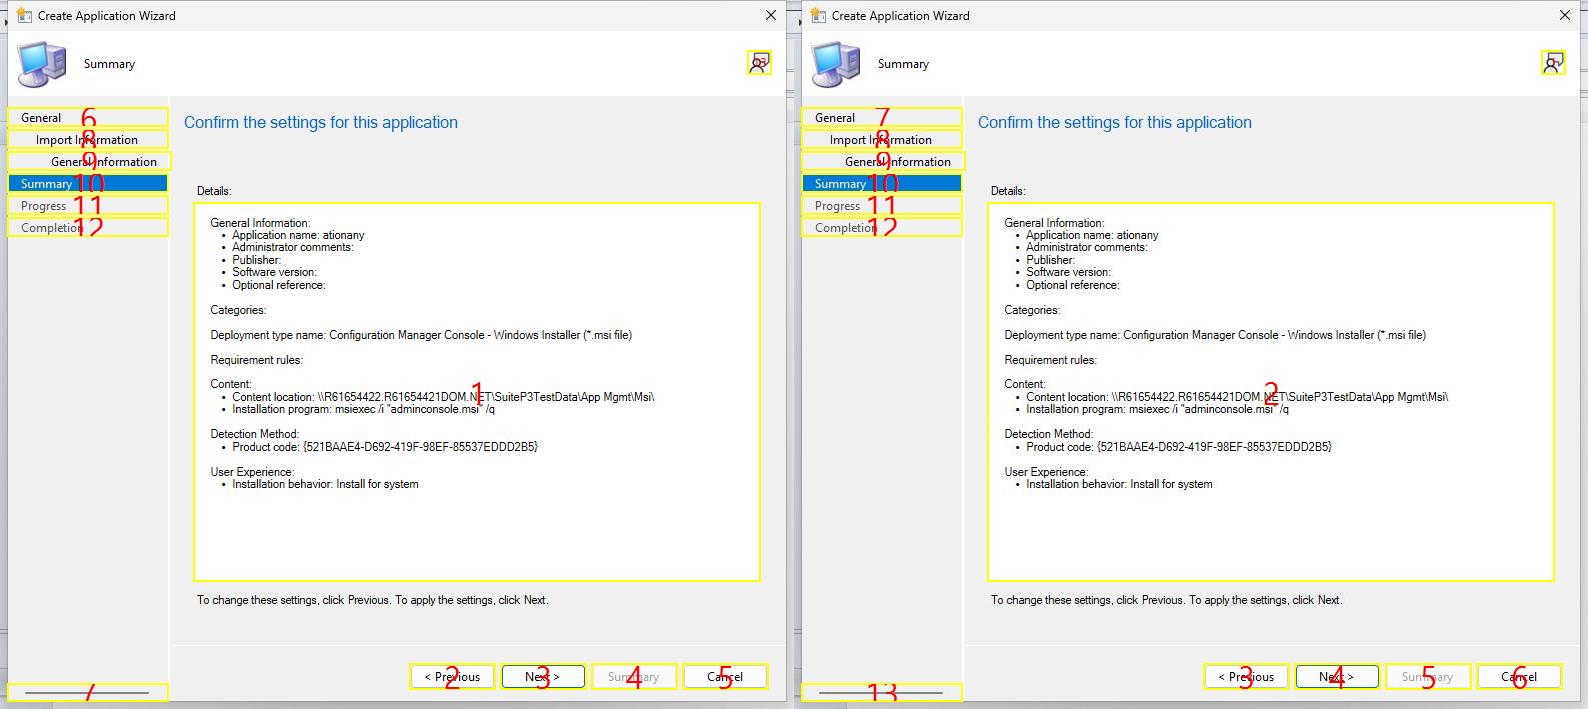 Create Application Wizard
Summary
13
General
6
Import Information
8
General Information
9
Summary
10
Progress
11
Completion
12
7
Confirm the settings for this application
Details:
General Information:
• Application name: ationany
• Administrator comments:
• Publisher:
• Software version:
• Optional reference:
Categories:
Deployment type name: Configuration Manager Console - Windows Installer (*.msi file)
Requirement rules:
Content:
1
• Content location: \\R61654422.R61654421DOM.NET\SuiteP3TestData\App Mgmt\Msi\
• Installation program: msiexec /i "adminconsole.msi" /q
Detection Method:
• Product code: {521BAAE4-D692-419F-98EF-85537EDDD2B5}
User Experience:
• Installation behavior: Install for system
To change these settings, click Previous. To apply the settings, click Next.
< Previous
2
Next >
3
Summary
4
Cancel
5
Create Application Wizard
Summary
General
7
Import Information
8
General Information
9
Summary
10
Progress
11
Completion
12
13
Confirm the settings for this application
Details:
General Information:
• Application name: ationany
• Administrator comments:
• Publisher:
• Software version:
• Optional reference:
Categories:
Deployment type name: Configuration Manager Console - Windows Installer (*.msi file)
Requirement rules:
Content:
2
• Content location: \\R61654422.R61654421DOM.NET\SuiteP3TestData\App Mgmt\Msi\
• Installation program: msiexec /i "adminconsole.msi" /q
Detection Method:
• Product code: {521BAAE4-D692-419F-98EF-85537EDDD2B5}
User Experience:
• Installation behavior: Install for system
To change these settings, click Previous. To apply the settings, click Next.
< Previous
3
Next >
4
Summary
5
Cancel
6